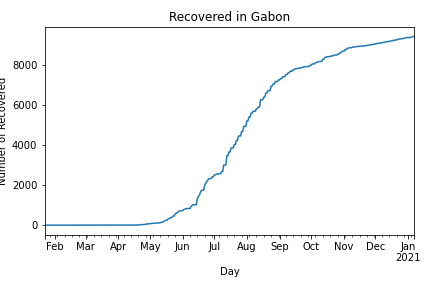 Recovered in Gabon
Number of Recovered
8000
6000
4000
2000
0
Feb Mar Apr May Jun Jul Aug Sep Oct Nov Dec Jan
2021
Day